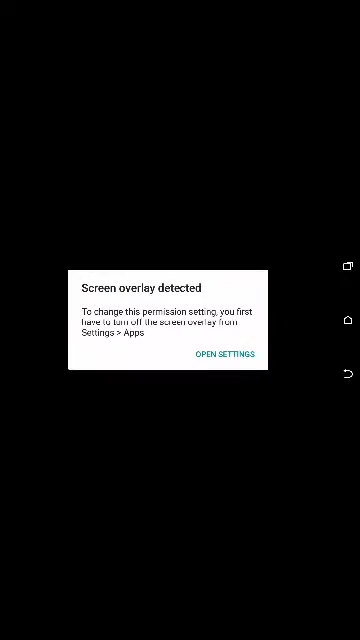 Screen overlay detected
To change this permission setting, you first
have to turn off the screen overlay from
Settings > Apps
OPEN SETTINGS